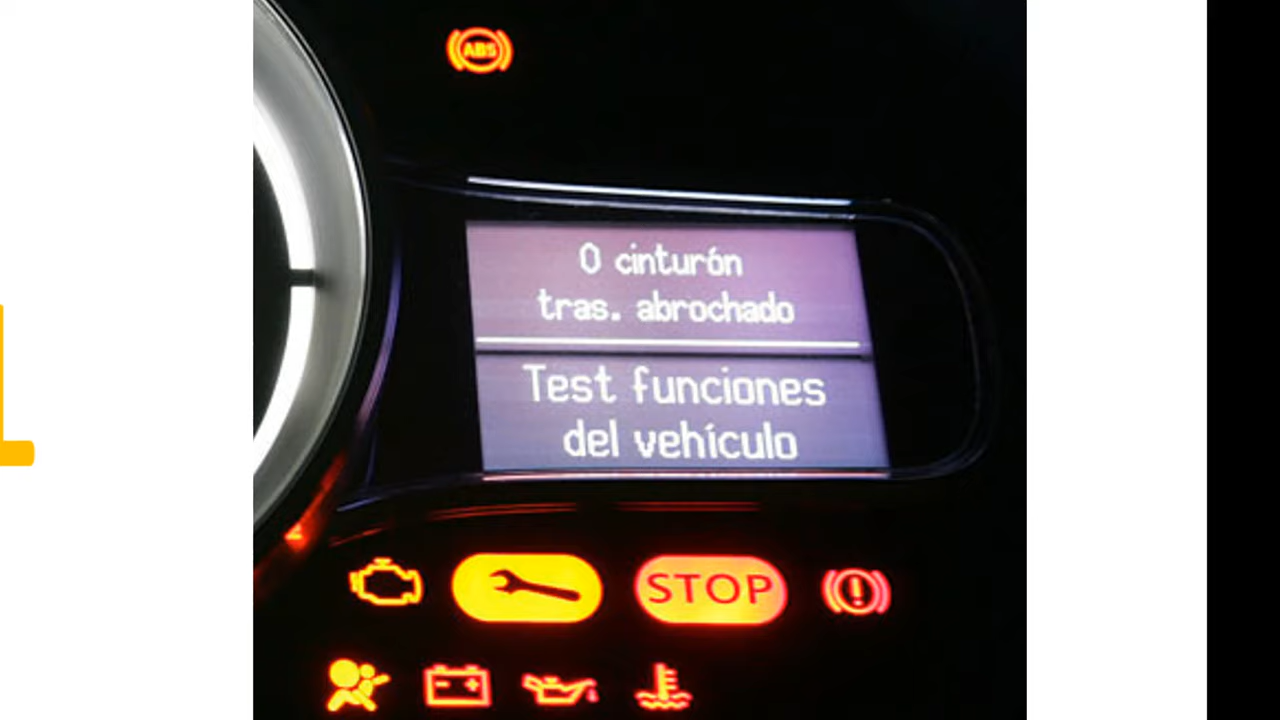 ABS
0 cinturón
tras. abrochado
Test funciones
del vehículo
STOP